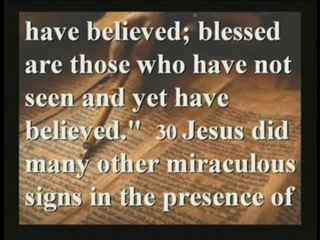 have believed; blessed
are those who have not
seen and yet have
believed." 30 Jesus did
many other miraculous
signs in the presence of